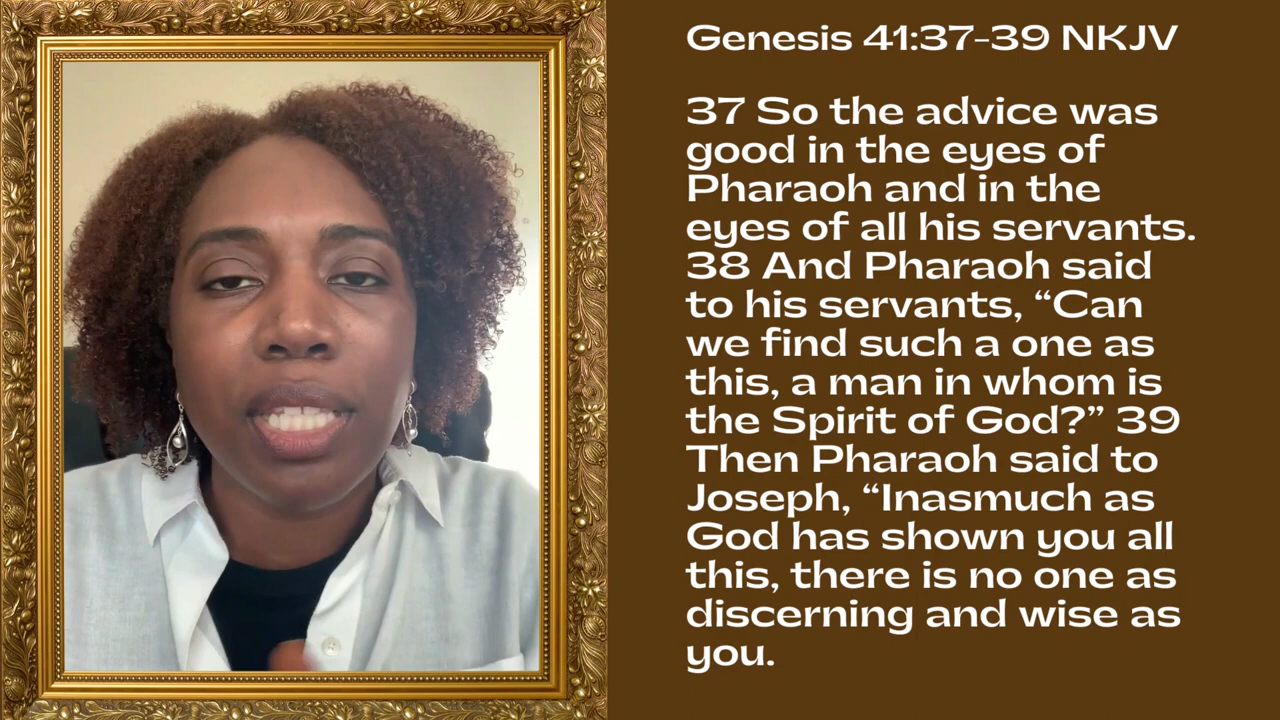 Genesis 41:37-39 NKJV
37 So the advice was
good in the eyes of
Pharaoh and in the
eyes of all his servants.
38 And Pharaoh said
to his servants, “Can
we find such a one as
this, a man in whom is
the Spirit of God?” 39
Then Pharaoh said to
Joseph, “Inasmuch as
God has shown you all
this, there is no one as
discerning and wise as
you.